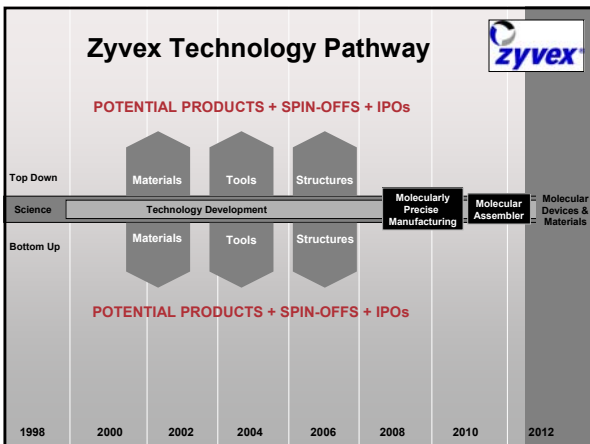 Zyvex Technology Pathway
zyvex
POTENTIAL PRODUCTS + SPIN-OFFS + IPOs
Top Down
Materials
Tools
Structures
Science
Technology Development
Molecularly
Precise
Manufacturing
Molecular
Assembler
Molecular
Devices &
Materials
Bottom Up
Materials
Tools
Structures
POTENTIAL PRODUCTS + SPIN-OFFS + IPOs
1998 2000 2002 2004 2006 2008 2010 2012